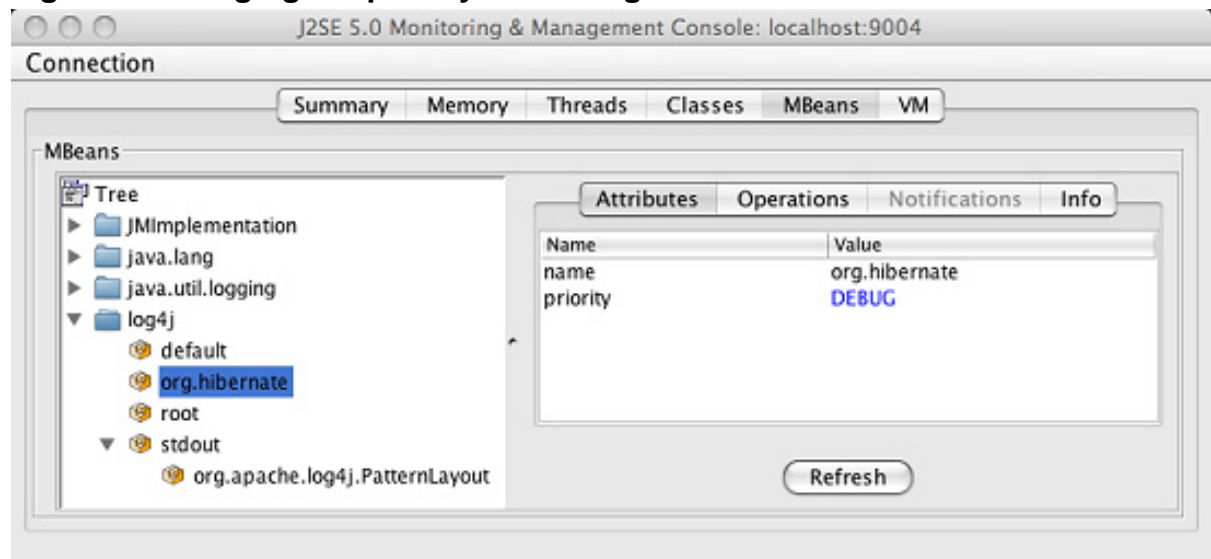 J2SE 5.0 Monitoring & Management Console: localhost:9004
Connection
Summary Memory Threads Classes MBeans VM
MBeans
Tree
JMImplementation
java.lang
java.util.logging
log4j
default
org.hibernate
root
stdout
org.apache.log4j.PatternLayout
Attributes Operations Notifications Info
Name Value
name org.hibernate
priority DEBUG
Refresh